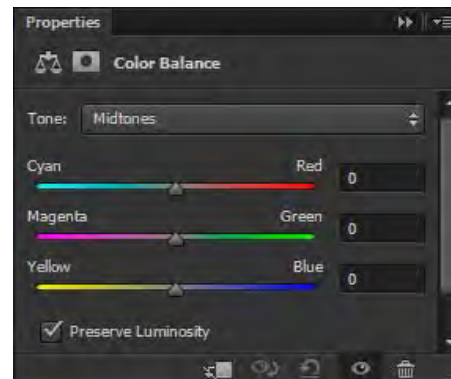 Properties
Color Balance
Tone: Midtones
Cyan Red 0
Magenta Green 0
Yellow Blue 0
Preserve Luminosity